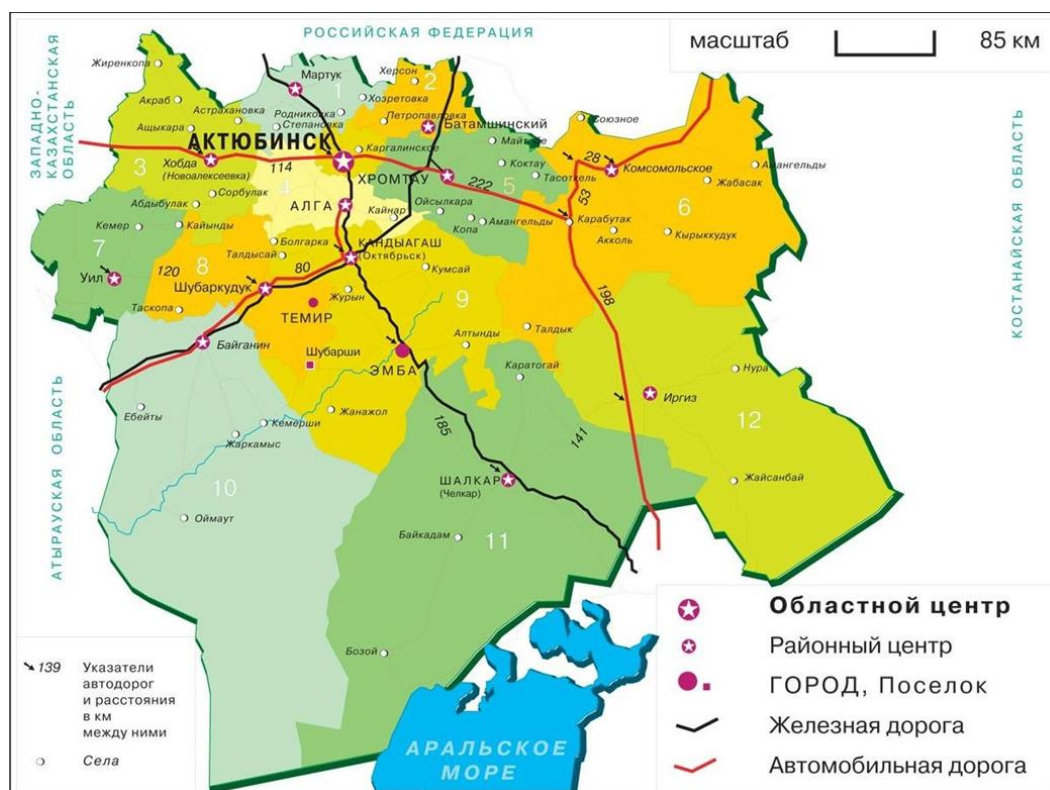 РОССИЙСКАЯ ФЕДЕРАЦИЯ
масштаб 85 км
ЗАПАДНО-
КАЗАХСТАНСКАЯ
ОБЛАСТЬ
КОСТАНАЙСКАЯ ОБЛАСТЬ
АТЫРАУСКАЯ ОБЛАСТЬ
Жиренкопа
Мартук
1
Херсон
2
Акраб
Астрахановка
Родниковка
Хозретовка
Степановка
Петропавловка
Батамшинский
Союзное
Ащыкара
АКТЮБИНСК
Каргалинское
Майтобе
28
Комсомольское
Амангельды
3
Хобда
(Новоалексеевка)
114
ХРОМТАУ
Коктау
Тасоткель
222
5
53
Жабасак
4
Сорбулак
Абдыбулак
АЛГА
Кайнар
Ойсылкара
Копа
Амангельды
Карабутак
6
Кемер
Кайынды
Болгарка
Талдысай
КАНДЫАГАШ
(Октябрьск)
Акколь
Кырыккудук
7
Уил
120
8
80
Шубаркудук
Журын
Кумсай
9
198
Таскопа
ТЕМИР
Талдык
Байганин
Шубарши
ЭМБА
Алтынды
Каратогай
Нура
Иргиз
Ебейты
Кемерши
Жанажол
185
141
12
Жаркамыс
ШАЛКАР
(Челкар)
Жайсанбай
10
Оймаут
Байкадам
11
Бозой
АРАЛЬСКОЕ
МОРЕ
139 Указатели
автодорог
и расстояния
в км
между ними
Села
Областной центр
Районный центр
ГОРОД, Поселок
Железная дорога
Автомобильная дорога